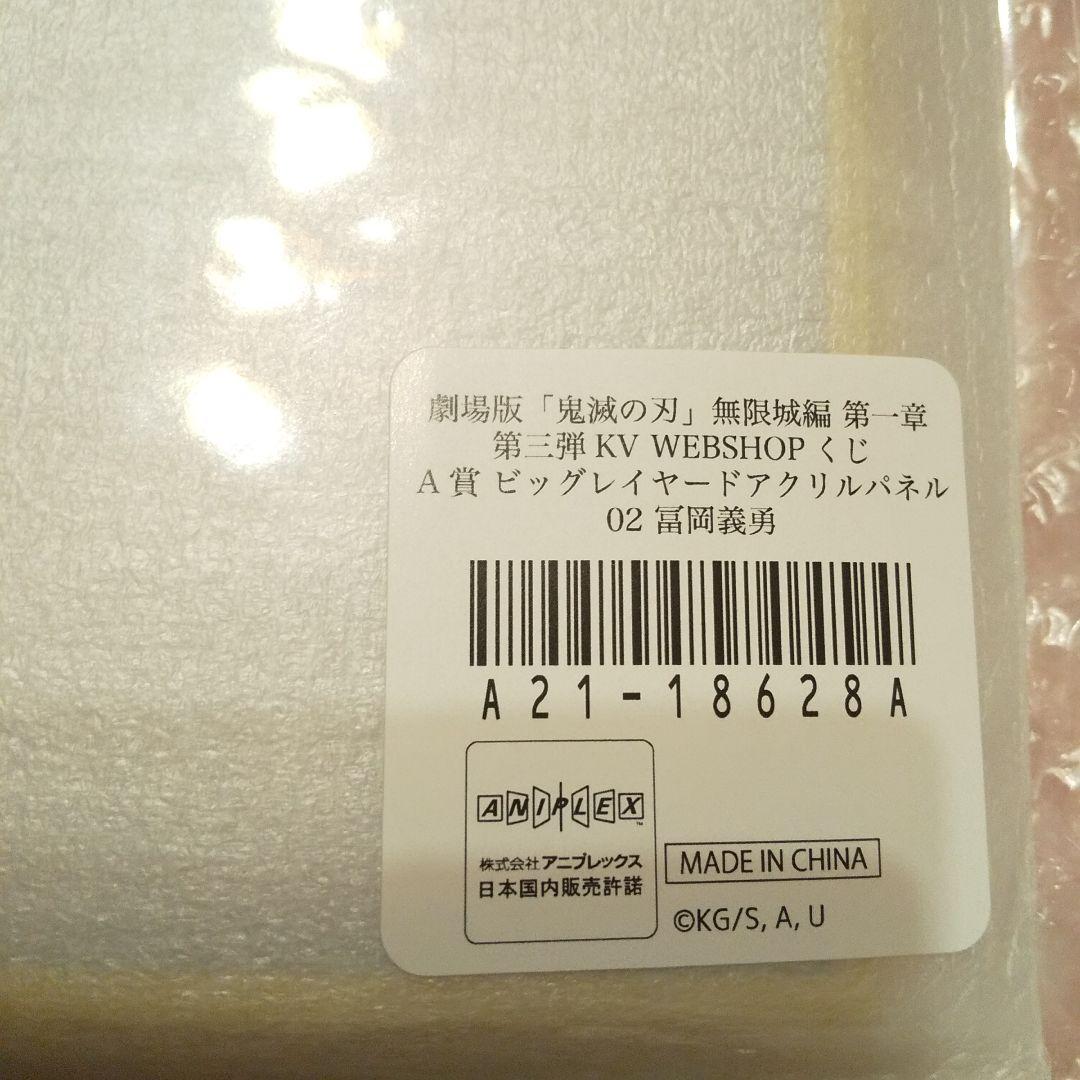 劇場版「鬼滅の刃」無限城編 第一章
第三弾 KV WEBSHOP くじ
A 賞 ビッグレイヤードアクリルパネル
02 冨岡義勇
A21-18628A
ANIPLEX™
株式会社アニプレックス
日本国内販売許諾
MADE IN CHINA
©KG/S, A, U